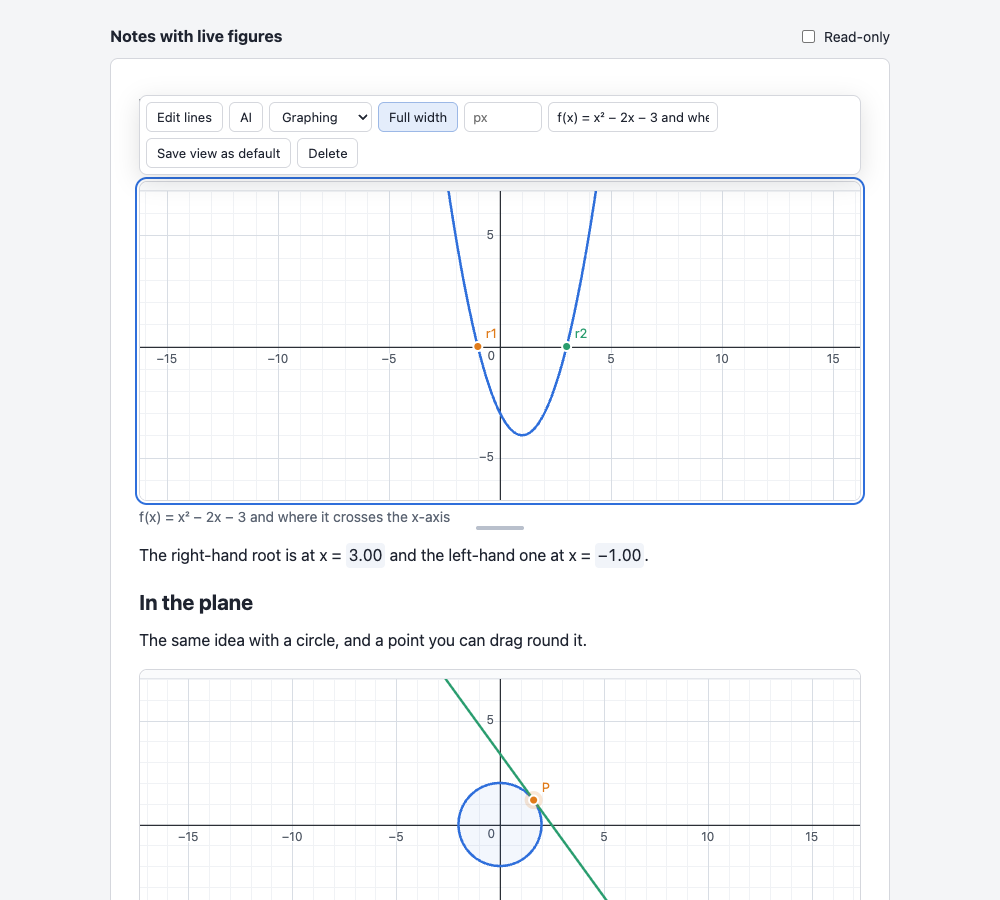 Notes with live figures
Read-only
Edit lines AI Graphing Full width px f(x) = x² − 2x − 3 and whe
Save view as default Delete
5
r1 r2
−15 −10 −5 0 5 10 15
−5
f(x) = x² − 2x − 3 and where it crosses the x-axis
The right-hand root is at x = 3.00 and the left-hand one at x = −1.00.
In the plane
The same idea with a circle, and a point you can drag round it.
5
P
−15 −10 −5 0 5 10 15